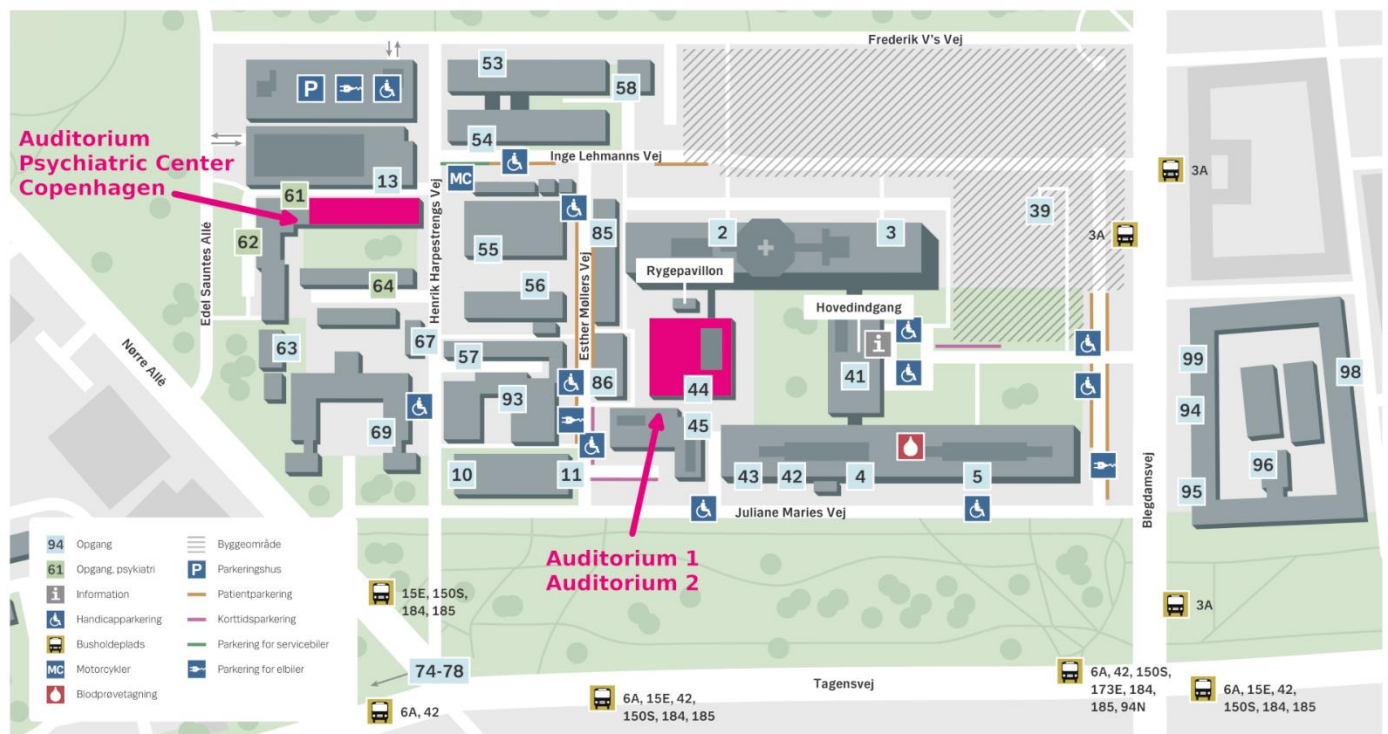 Frederik V's Vej
53
58
P
54
Auditorium
Psychiatric Center
Copenhagen
Inge Lehmanns Vej
MC
3A
13
61
39
62
Edel Sauntes Allé
Henrik Harpestrengs Vej
55
85
2
3
3A
Esther Møllers Vej
Rygepavillon
64
56
Hovedindgang
i
Nørre Allé
63
67
57
86
44
41
99
98
93
94
69
45
10
11
43
42
4
5
96
95
Juliane Maries Vej
Blegdamsvej
Auditorium 1
Auditorium 2
94 Opgang
61 Opgang, psykiatri
i Information
Handicapparkering
Busholdeplads
MC Motorcykler
Blodprøvetagning
Byggeområde
P Parkeringshus
Patientparkering
Korttidsparkering
Parkering for servicebiler
Parkering for elbiler
15E, 150S,
184, 185
3A
74-78
6A, 42
6A, 15E, 42,
150S, 184, 185
Tagensvej
6A, 42, 150S,
173E, 184,
185, 94N
6A, 15E, 42,
150S, 184, 185